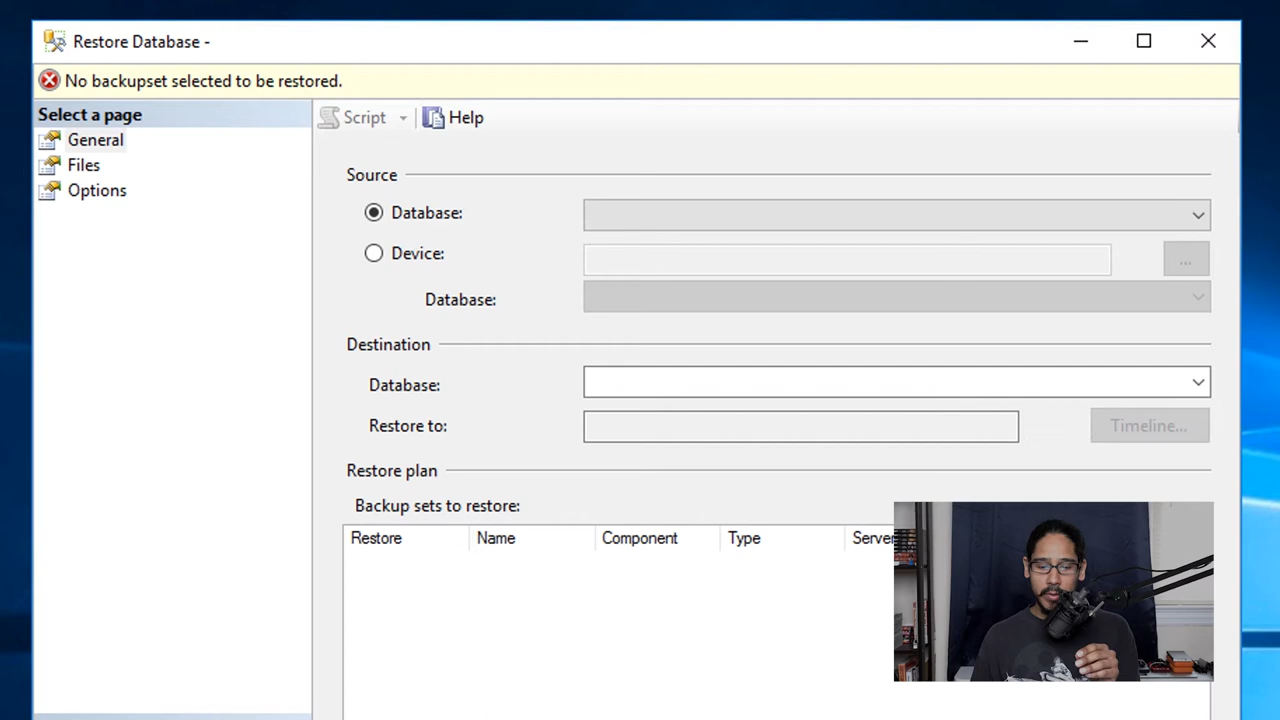 Restore Database -
No backupset selected to be restored.
Select a page
General
Files
Options
Script
Help
Source
Database:
Device:
...
Database:
Destination
Database:
Restore to:
Timeline...
Restore plan
Backup sets to restore:
Restore Name Component Type Server